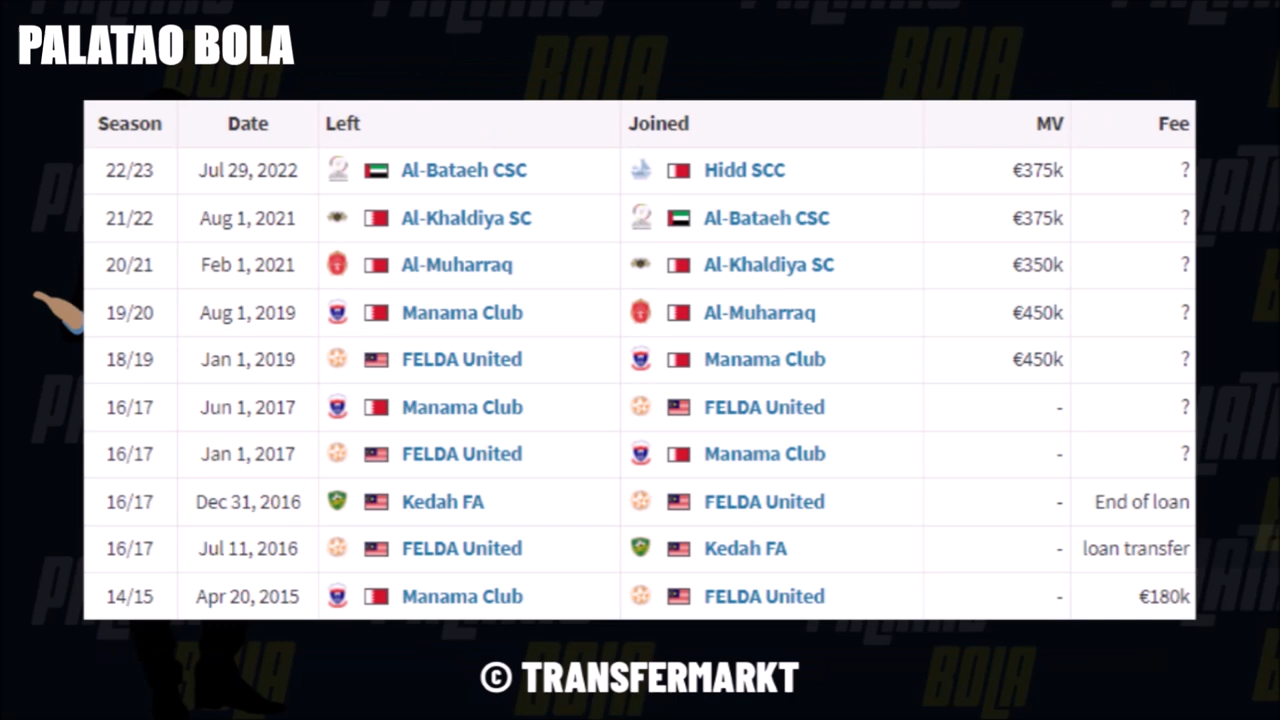 PALATAO BOLA
Season Date Left Joined MV Fee
22/23 Jul 29, 2022 Al-Bataeh CSC Hidd SCC €375k ?
21/22 Aug 1, 2021 Al-Khaldiya SC Al-Bataeh CSC €375k ?
20/21 Feb 1, 2021 Al-Muharraq Al-Khaldiya SC €350k ?
19/20 Aug 1, 2019 Manama Club Al-Muharraq €450k ?
18/19 Jan 1, 2019 FELDA United Manama Club €450k ?
16/17 Jun 1, 2017 Manama Club FELDA United - ?
16/17 Jan 1, 2017 FELDA United Manama Club - ?
16/17 Dec 31, 2016 Kedah FA FELDA United - End of loan
16/17 Jul 11, 2016 FELDA United Kedah FA - loan transfer
14/15 Apr 20, 2015 Manama Club FELDA United - €180k
© TRANSFERMARKT